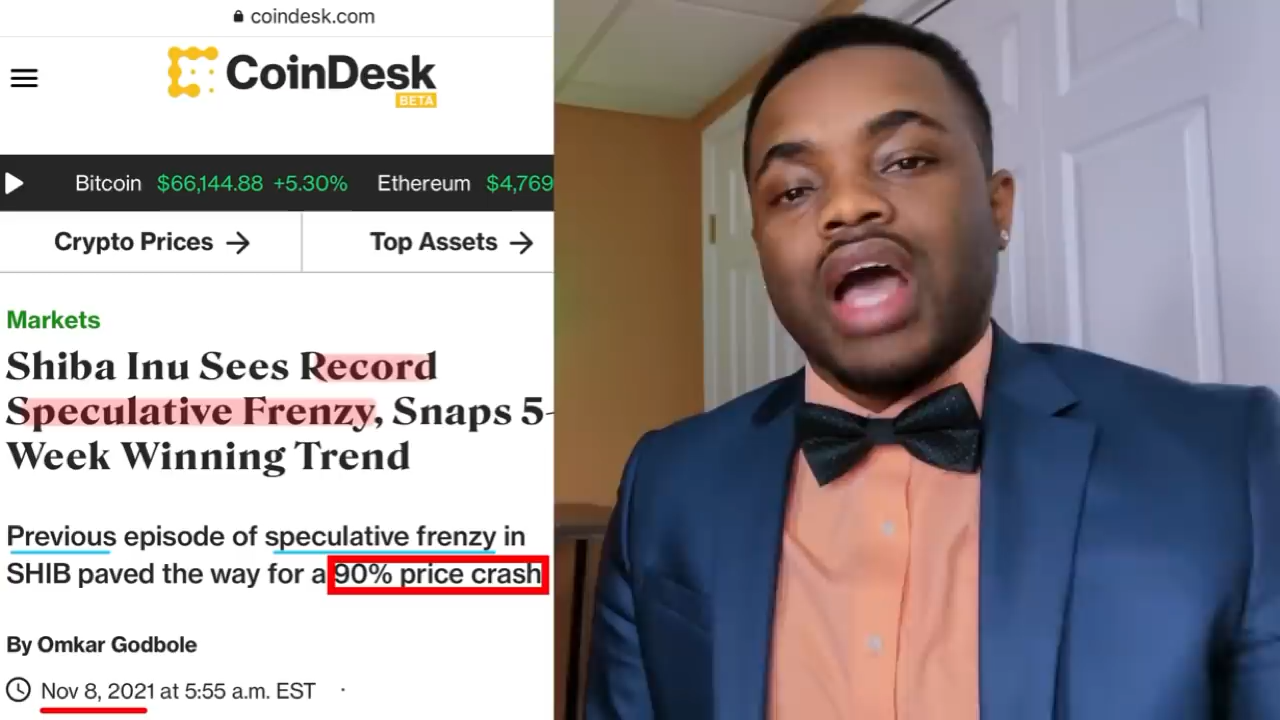 coindesk.com
CoinDesk
BETA
Bitcoin $66,144.88 +5.30% Ethereum $4,769
Crypto Prices → Top Assets →
Markets
Shiba Inu Sees Record
Speculative Frenzy, Snaps 5-
Week Winning Trend
Previous episode of speculative frenzy in
SHIB paved the way for a 90% price crash
By Omkar Godbole
Nov 8, 2021 at 5:55 a.m. EST ·